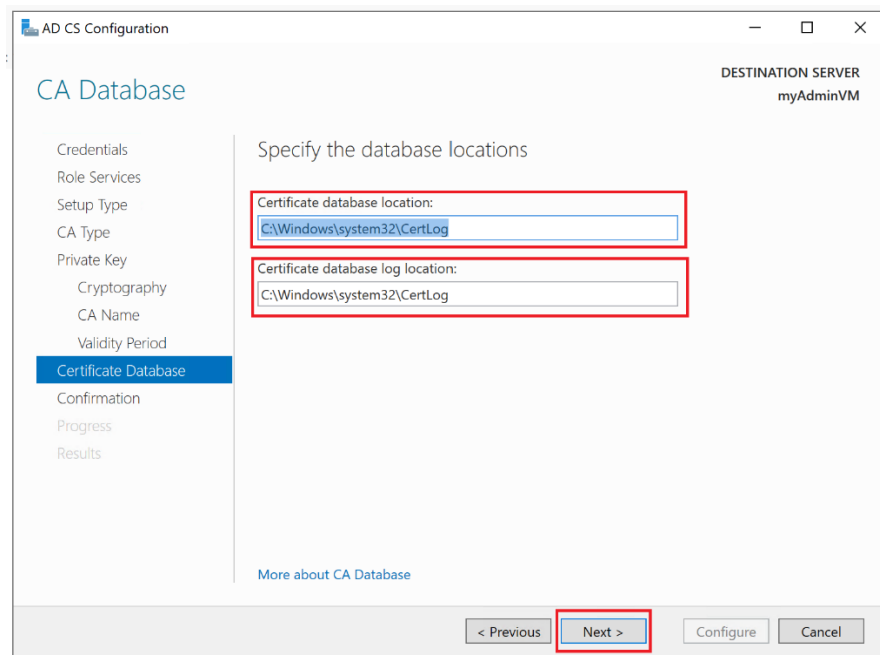 AD CS Configuration
CA Database
DESTINATION SERVER
myAdminVM
Credentials
Role Services
Setup Type
CA Type
Private Key
Cryptography
CA Name
Validity Period
Certificate Database
Confirmation
Progress
Results
Specify the database locations
Certificate database location:
C:\Windows\system32\CertLog
Certificate database log location:
C:\Windows\system32\CertLog
More about CA Database
< Previous
Next >
Configure
Cancel